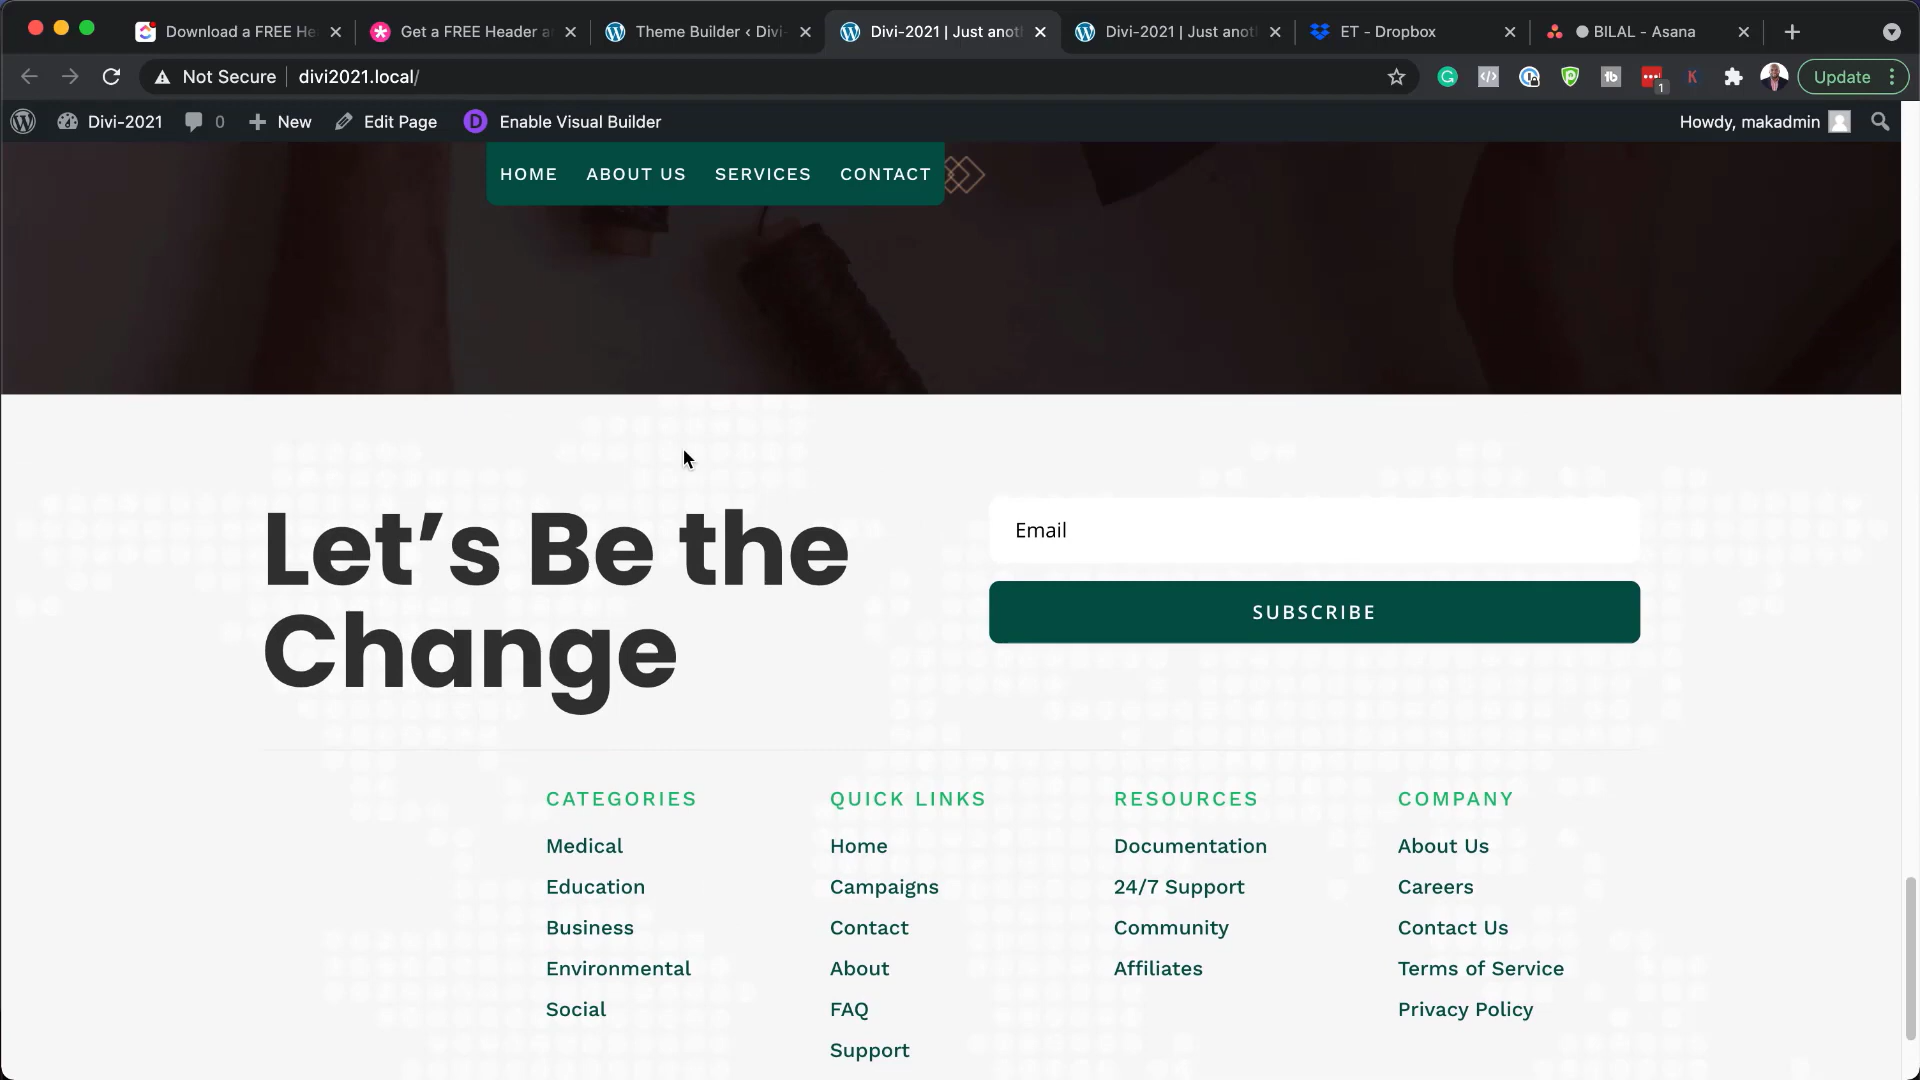 Download a FREE He
Get a FREE Header a
Theme Builder ‹ Divi-
Divi-2021 | Just anot
Divi-2021 | Just anot
ET - Dropbox
BILAL - Asana
Not Secure
divi2021.local/
1
Update
Divi-2021
0
New
Edit Page
D
Enable Visual Builder
Howdy, makadmin
HOME ABOUT US SERVICES CONTACT
Let’s Be the
Change
Email
SUBSCRIBE
CATEGORIES
Medical
Education
Business
Environmental
Social
QUICK LINKS
Home
Campaigns
Contact
About
FAQ
Support
RESOURCES
Documentation
24/7 Support
Community
Affiliates
COMPANY
About Us
Careers
Contact Us
Terms of Service
Privacy Policy